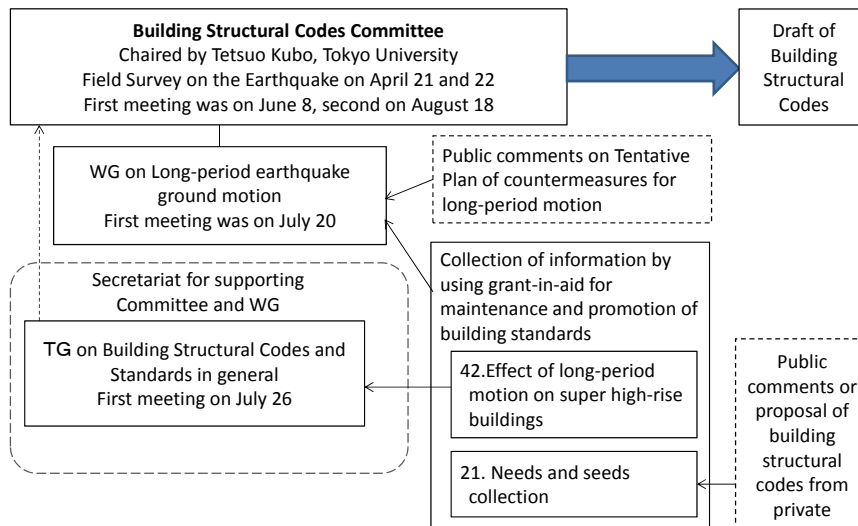 Building Structural Codes Committee
Chaired by Tetsuo Kubo, Tokyo University
Field Survey on the Earthquake on April 21 and 22
First meeting was on June 8, second on August 18
Draft of
Building
Structural
Codes
WG on Long-period earthquake
ground motion
First meeting was on July 20
Public comments on Tentative
Plan of countermeasures for
long-period motion
Secretariat for supporting
Committee and WG
TG on Building Structural Codes and
Standards in general
First meeting on July 26
Collection of information by
using grant-in-aid for
maintenance and promotion of
building standards
42.Effect of long-period
motion on super high-rise
buildings
21. Needs and seeds
collection
Public
comments or
proposal of
building
structural
codes from
private